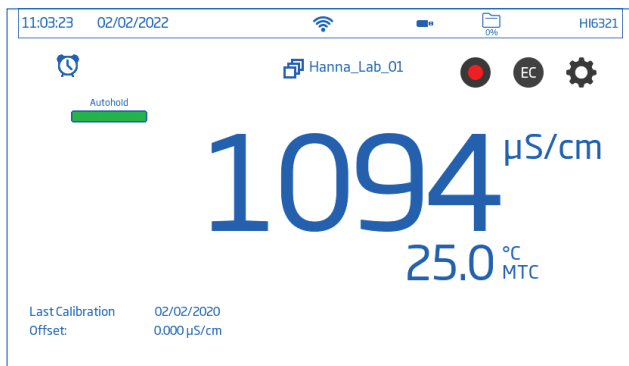 11:03:23 02/02/2022 0% HI6321
Hanna_Lab_01 EC
Autohold
1094 µS/cm
25.0 °C
MTC
Last Calibration 02/02/2020
Offset: 0.000 µS/cm